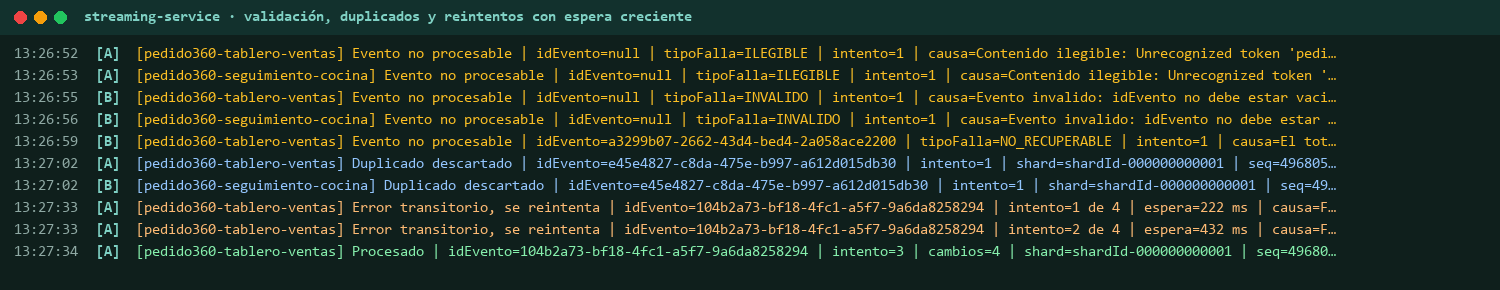 streaming-service · validación, duplicados y reintentos con espera creciente
13:26:52 [A] [pedido360-tablero-ventas] Evento no procesable | idEvento=null | tipoFalla=ILEGIBLE | intento=1 | causa=Contenido ilegible: Unrecognized token 'pedi…
13:26:53 [A] [pedido360-seguimiento-cocina] Evento no procesable | idEvento=null | tipoFalla=ILEGIBLE | intento=1 | causa=Contenido ilegible: Unrecognized token '…
13:26:55 [B] [pedido360-tablero-ventas] Evento no procesable | idEvento=null | tipoFalla=INVALIDO | intento=1 | causa=Evento invalido: idEvento no debe estar vaci…
13:26:56 [B] [pedido360-seguimiento-cocina] Evento no procesable | idEvento=null | tipoFalla=INVALIDO | intento=1 | causa=Evento invalido: idEvento no debe estar …
13:26:59 [B] [pedido360-tablero-ventas] Evento no procesable | idEvento=a3299b07-2662-43d4-bed4-2a058ace2200 | tipoFalla=NO_RECUPERABLE | intento=1 | causa=El tot…
13:27:02 [A] [pedido360-tablero-ventas] Duplicado descartado | idEvento=e45e4827-c8da-475e-b997-a612d015db30 | intento=1 | shard=shardId-000000000001 | seq=496805…
13:27:02 [B] [pedido360-seguimiento-cocina] Duplicado descartado | idEvento=e45e4827-c8da-475e-b997-a612d015db30 | intento=1 | shard=shardId-000000000001 | seq=49…
13:27:33 [A] [pedido360-tablero-ventas] Error transitorio, se reintenta | idEvento=104b2a73-bf18-4fc1-a5f7-9a6da8258294 | intento=1 de 4 | espera=222 ms | causa=F…
13:27:33 [A] [pedido360-tablero-ventas] Error transitorio, se reintenta | idEvento=104b2a73-bf18-4fc1-a5f7-9a6da8258294 | intento=2 de 4 | espera=432 ms | causa=F…
13:27:34 [A] [pedido360-tablero-ventas] Procesado | idEvento=104b2a73-bf18-4fc1-a5f7-9a6da8258294 | intento=3 | cambios=4 | shard=shardId-000000000001 | seq=49680…